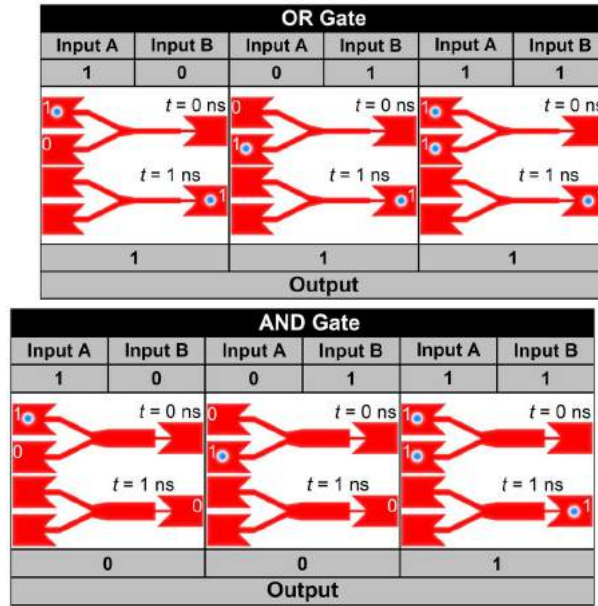 OR Gate
Input A Input B Input A Input B Input A Input B
1 0 0 1 1 1
1 t = 0 ns 0 t = 0 ns 1 t = 0 ns
0 1 1
t = 1 ns t = 1 ns t = 1 ns
1 1 1
1 1 1
Output
AND Gate
Input A Input B Input A Input B Input A Input B
1 0 0 1 1 1
1 t = 0 ns 0 t = 0 ns 1 t = 0 ns
0 1 1
t = 1 ns t = 1 ns t = 1 ns
0 0 1
0 0 1
Output